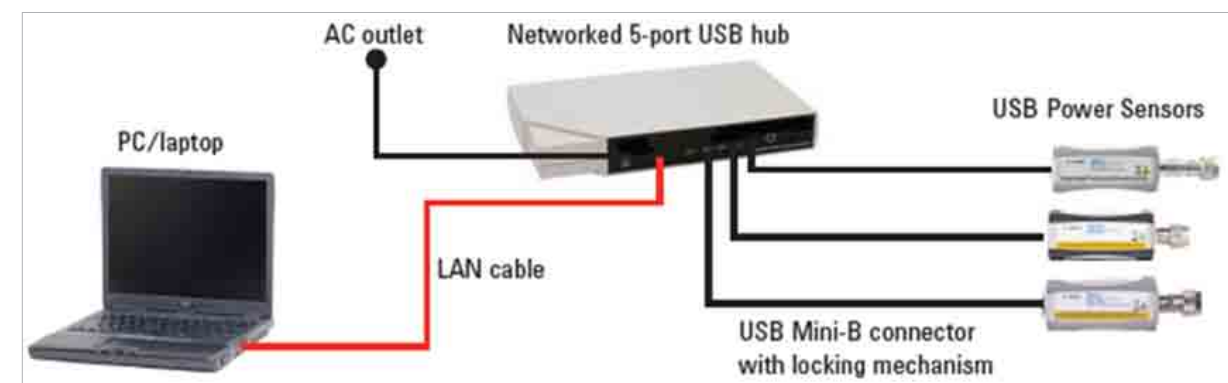 AC outlet
Networked 5-port USB hub
USB Power Sensors
PC/laptop
LAN cable
USB Mini-B connector
with locking mechanism